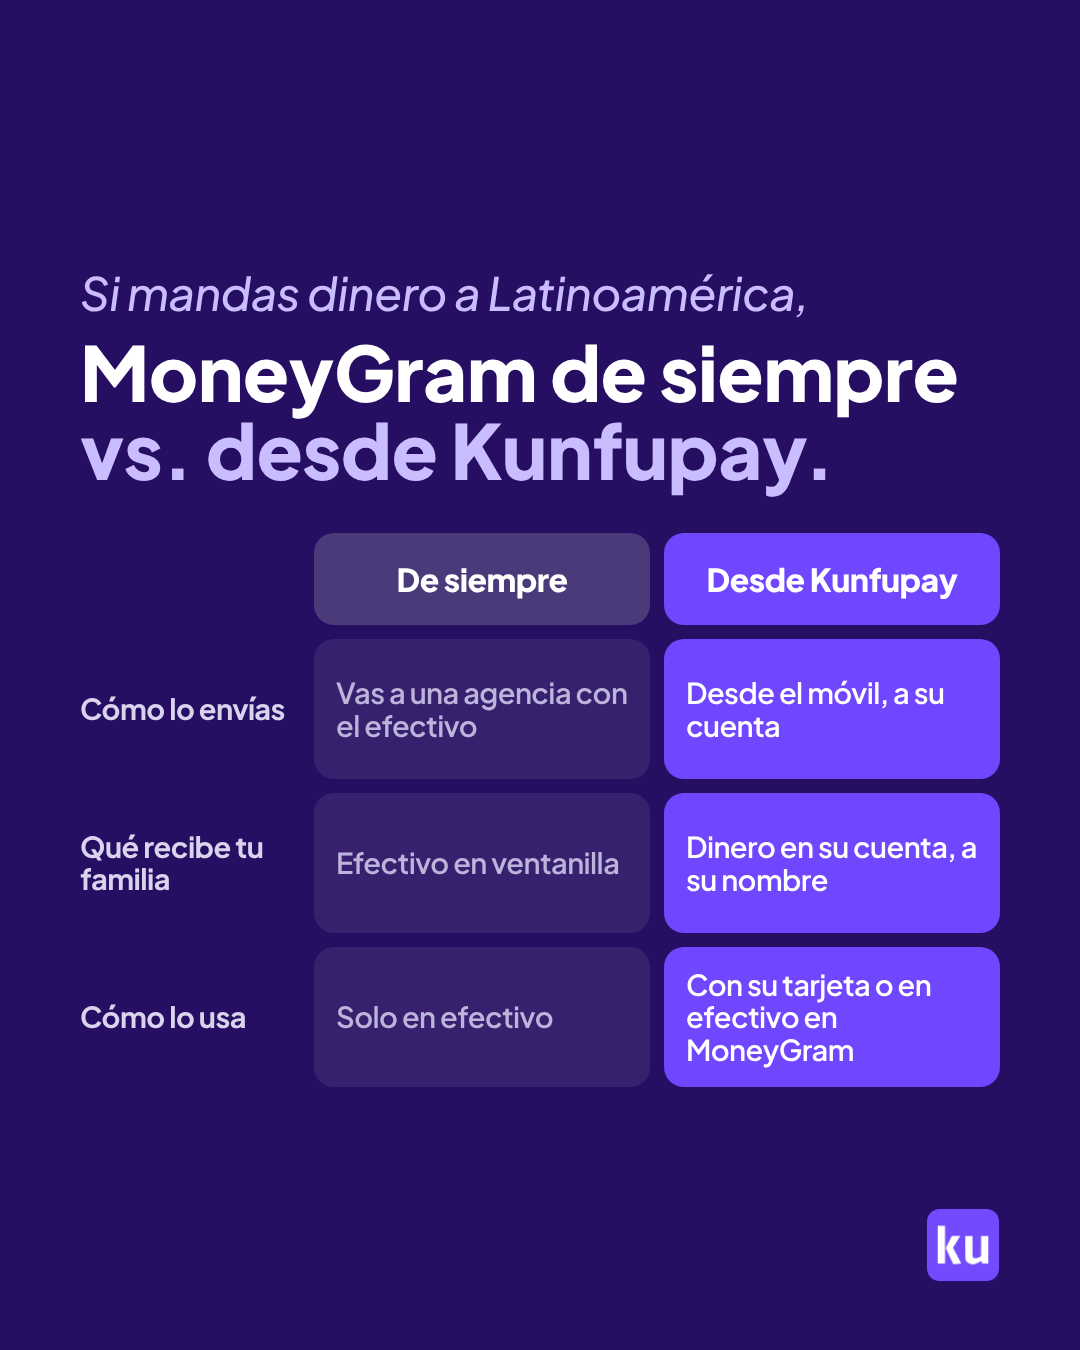 Si mandas dinero a Latinoamérica,
MoneyGram de siempre
vs. desde Kunfupay.
De siempre
Desde Kunfupay
Cómo lo envías
Vas a una agencia con
el efectivo
Desde el móvil, a su
cuenta
Qué recibe tu
familia
Efectivo en ventanilla
Dinero en su cuenta, a
su nombre
Cómo lo usa
Solo en efectivo
Con su tarjeta o en
efectivo en
MoneyGram
ku